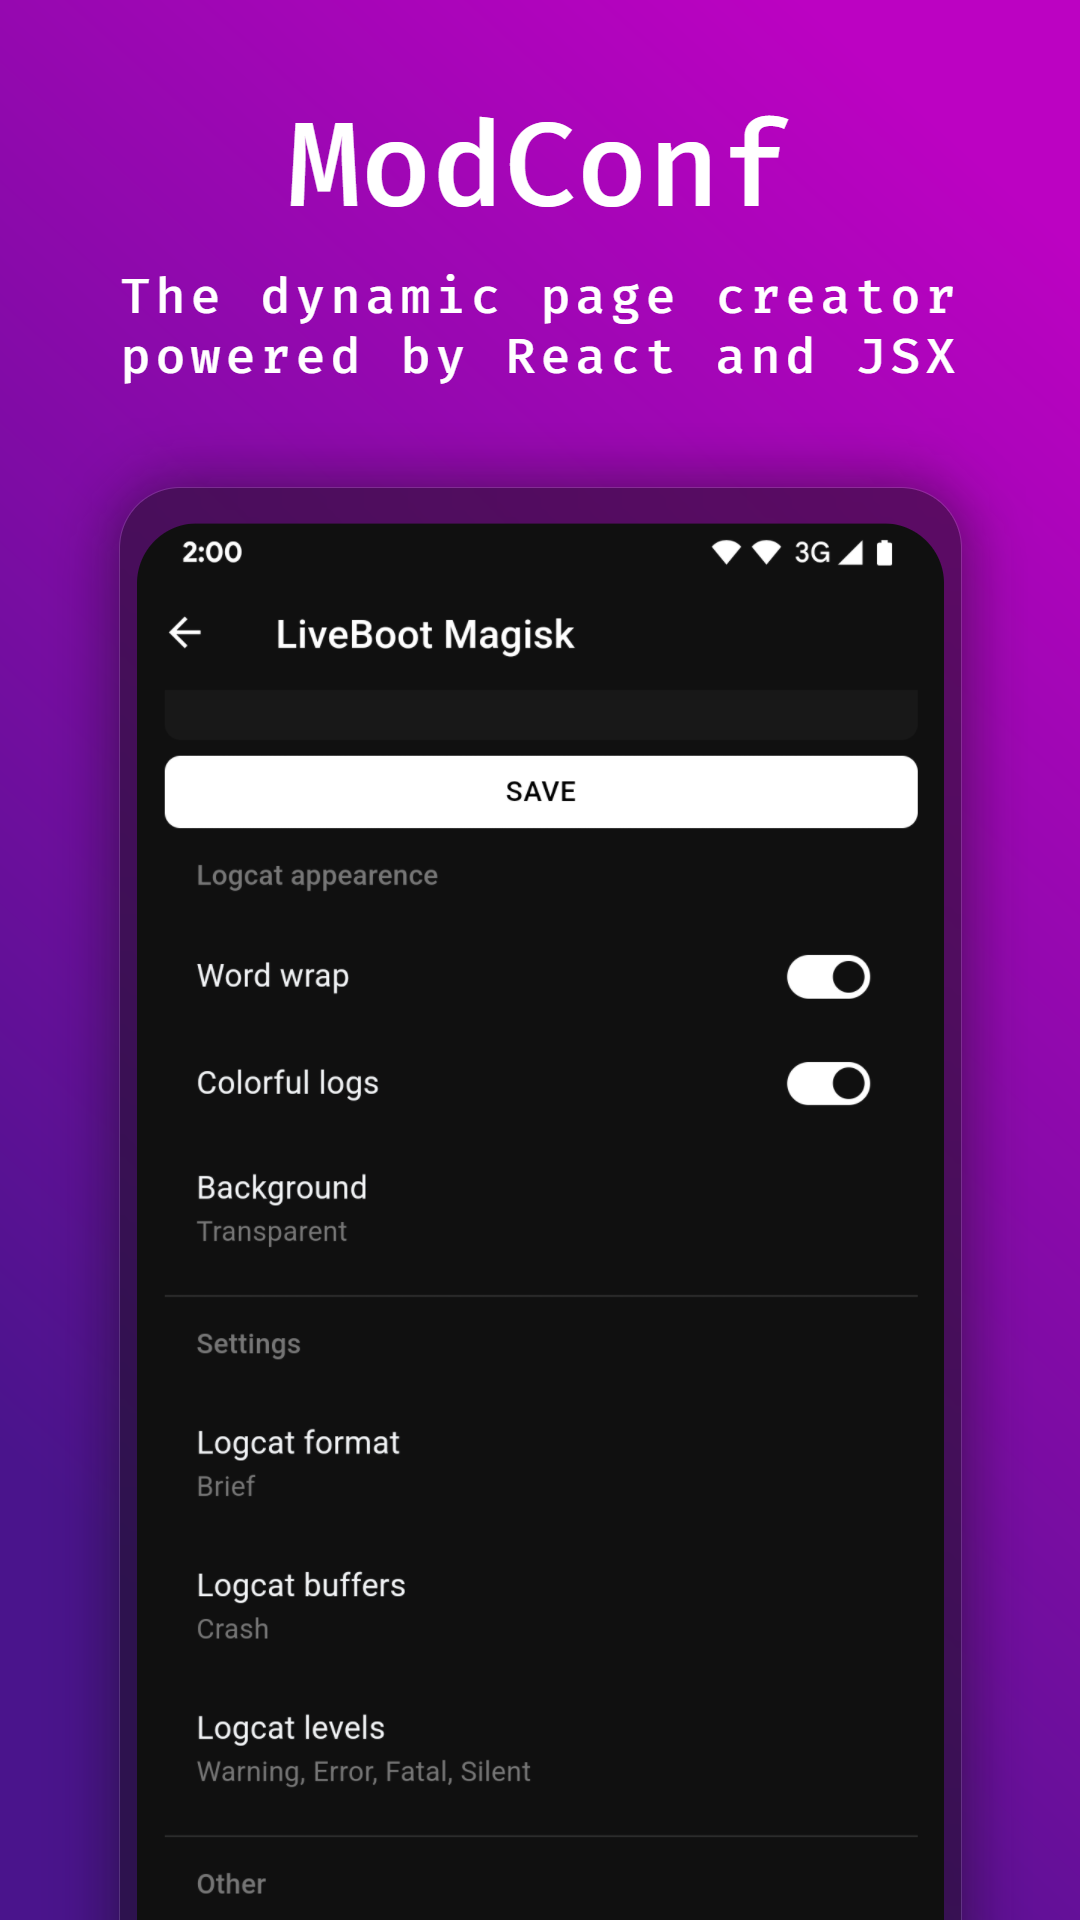 ModConf
The dynamic page creator
powered by React and JSX
2:00
3G
LiveBoot Magisk
SAVE
Logcat appearence
Word wrap
Colorful logs
Background
Transparent
Settings
Logcat format
Brief
Logcat buffers
Crash
Logcat levels
Warning, Error, Fatal, Silent
Other